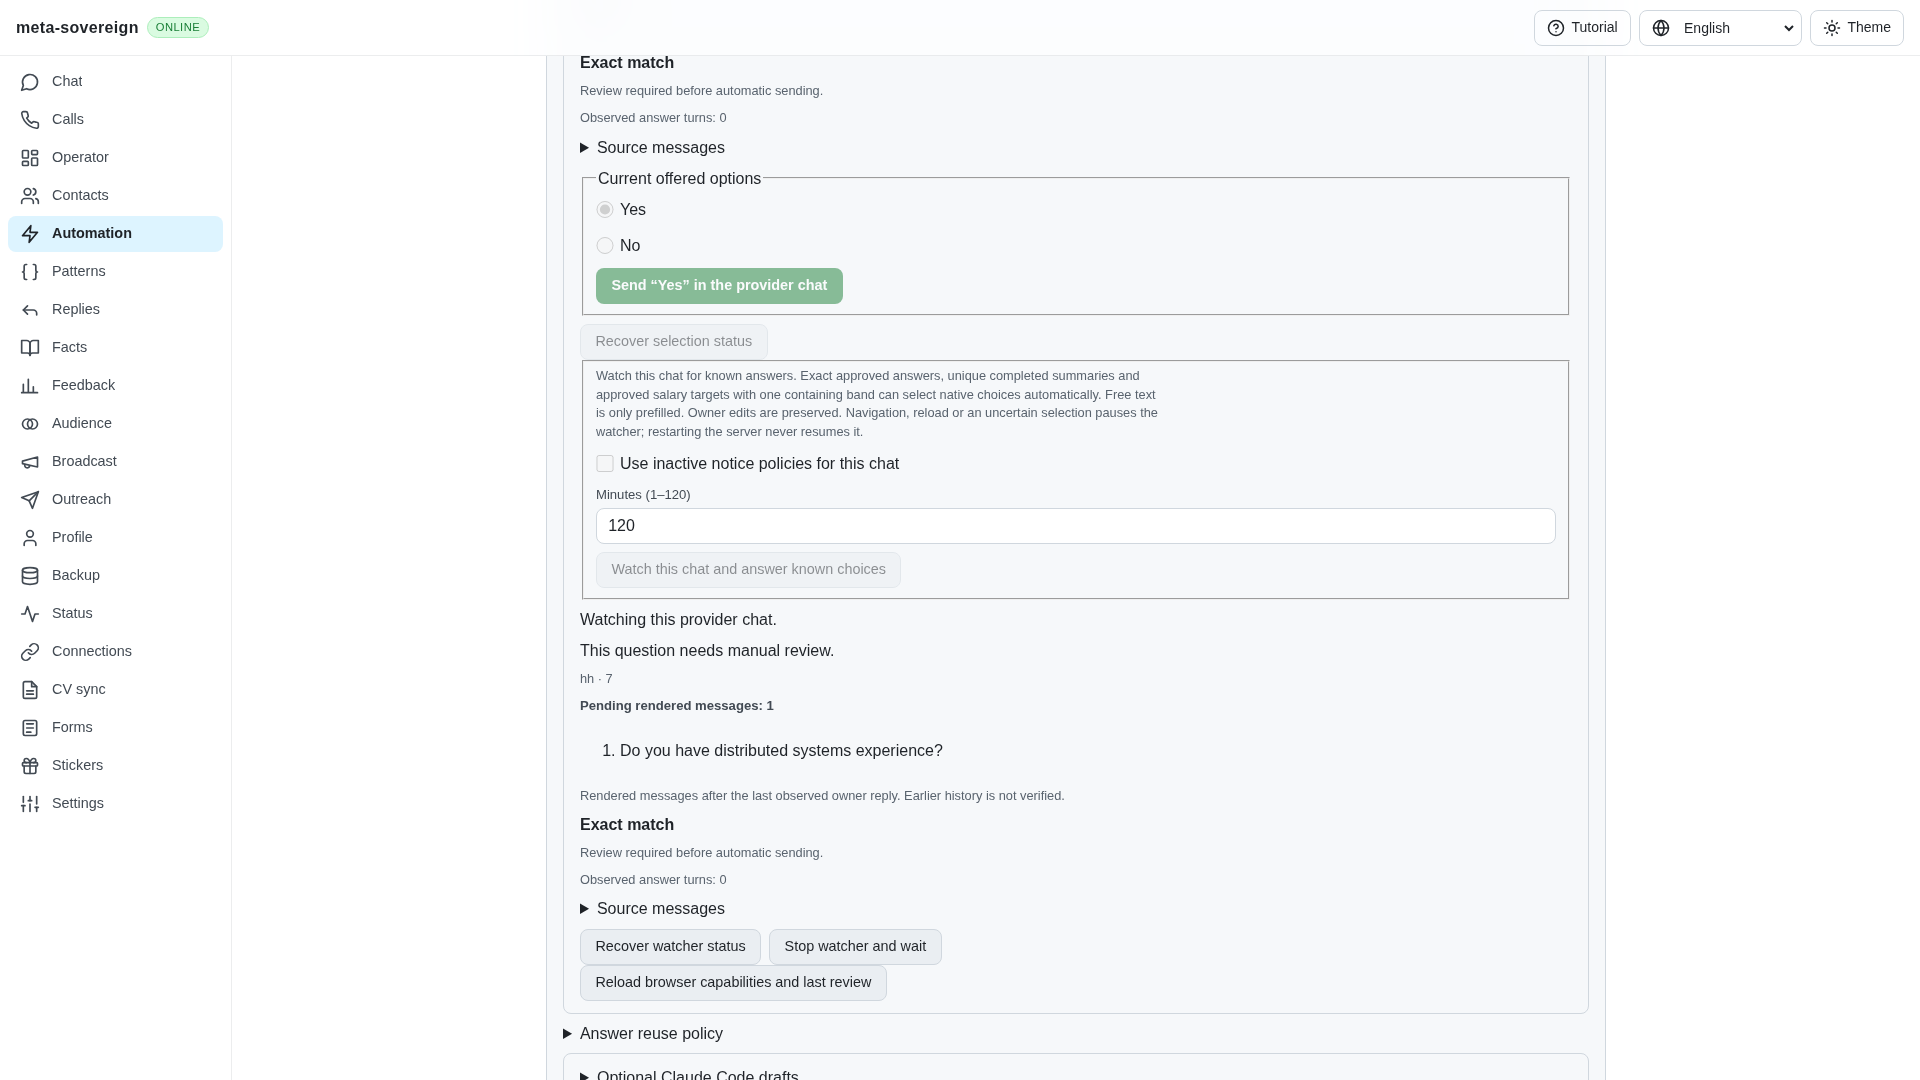 meta-sovereign ONLINE
Tutorial
English
Theme
Chat
Calls
Operator
Contacts
Automation
Patterns
Replies
Facts
Feedback
Audience
Broadcast
Outreach
Profile
Backup
Status
Connections
CV sync
Forms
Stickers
Settings
Exact match
Review required before automatic sending.
Observed answer turns: 0
Source messages
Current offered options
Yes
No
Send “Yes” in the provider chat
Recover selection status
Watch this chat for known answers. Exact approved answers, unique completed summaries and
approved salary targets with one containing band can select native choices automatically. Free text
is only prefilled. Owner edits are preserved. Navigation, reload or an uncertain selection pauses the
watcher; restarting the server never resumes it.
Use inactive notice policies for this chat
Minutes (1–120)
120
Watch this chat and answer known choices
Watching this provider chat.
This question needs manual review.
hh · 7
Pending rendered messages: 1
1. Do you have distributed systems experience?
Rendered messages after the last observed owner reply. Earlier history is not verified.
Exact match
Review required before automatic sending.
Observed answer turns: 0
Source messages
Recover watcher status
Stop watcher and wait
Reload browser capabilities and last review
Answer reuse policy
Optional Claude Code drafts